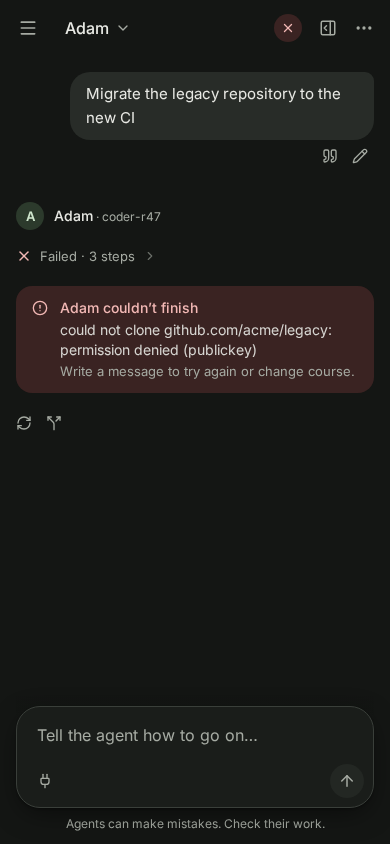 Adam
Migrate the legacy repository to the
new CI
A Adam · coder-r47
Failed · 3 steps
Adam couldn’t finish
could not clone github.com/acme/legacy:
permission denied (publickey)
Write a message to try again or change course.
Tell the agent how to go on…
Agents can make mistakes. Check their work.